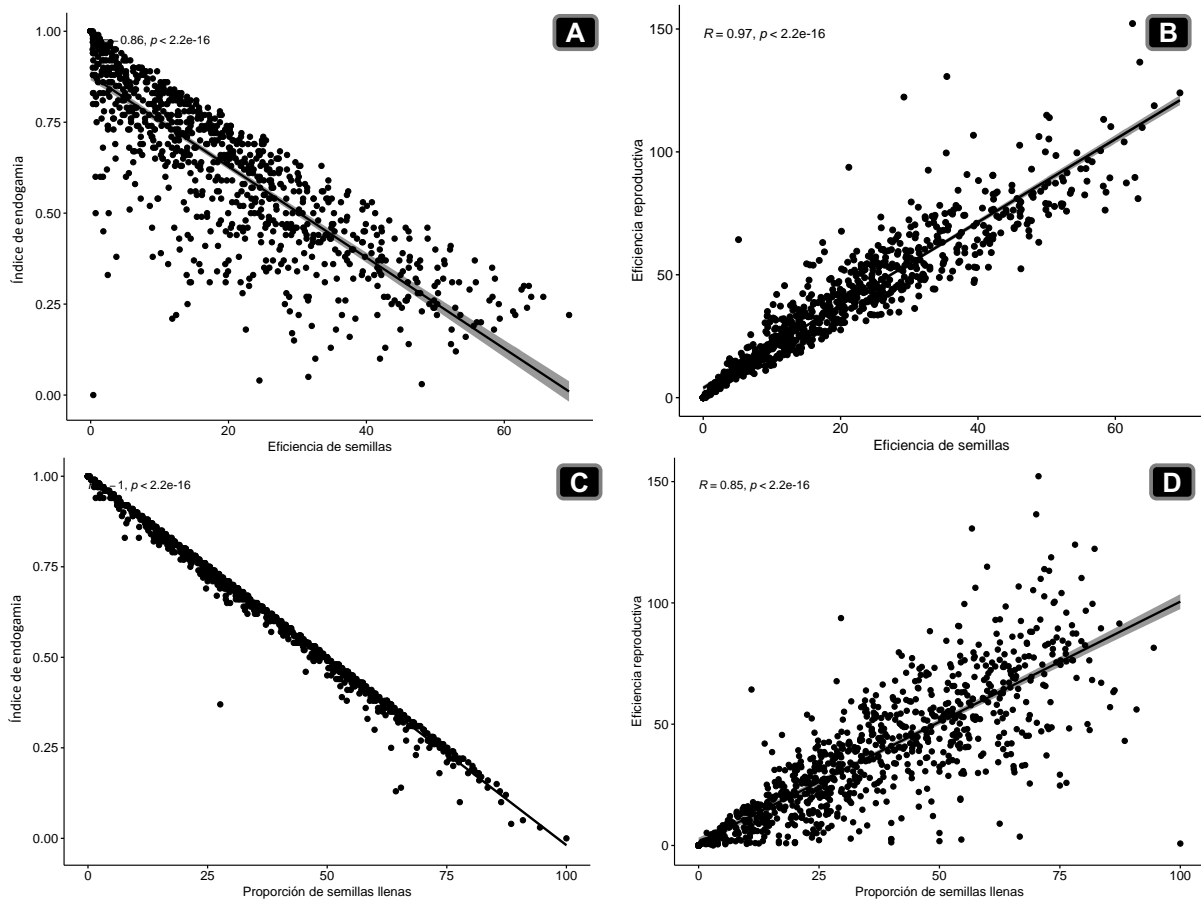 A
– 0.86, p < 2.2e-16
1.00
0.75
0.50
0.25
0.00
Índice de endogamia
0 20 40 60
Eficiencia de semillas
B
R = 0.97, p < 2.2e-16
150
100
50
0
Eficiencia reproductiva
0 20 40 60
Eficiencia de semillas
C
– 1, p < 2.2e-16
1.00
0.75
0.50
0.25
0.00
Índice de endogamia
0 25 50 75 100
Proporción de semillas llenas
D
R = 0.85, p < 2.2e-16
150
100
50
0
Eficiencia reproductiva
0 25 50 75 100
Proporción de semillas llenas